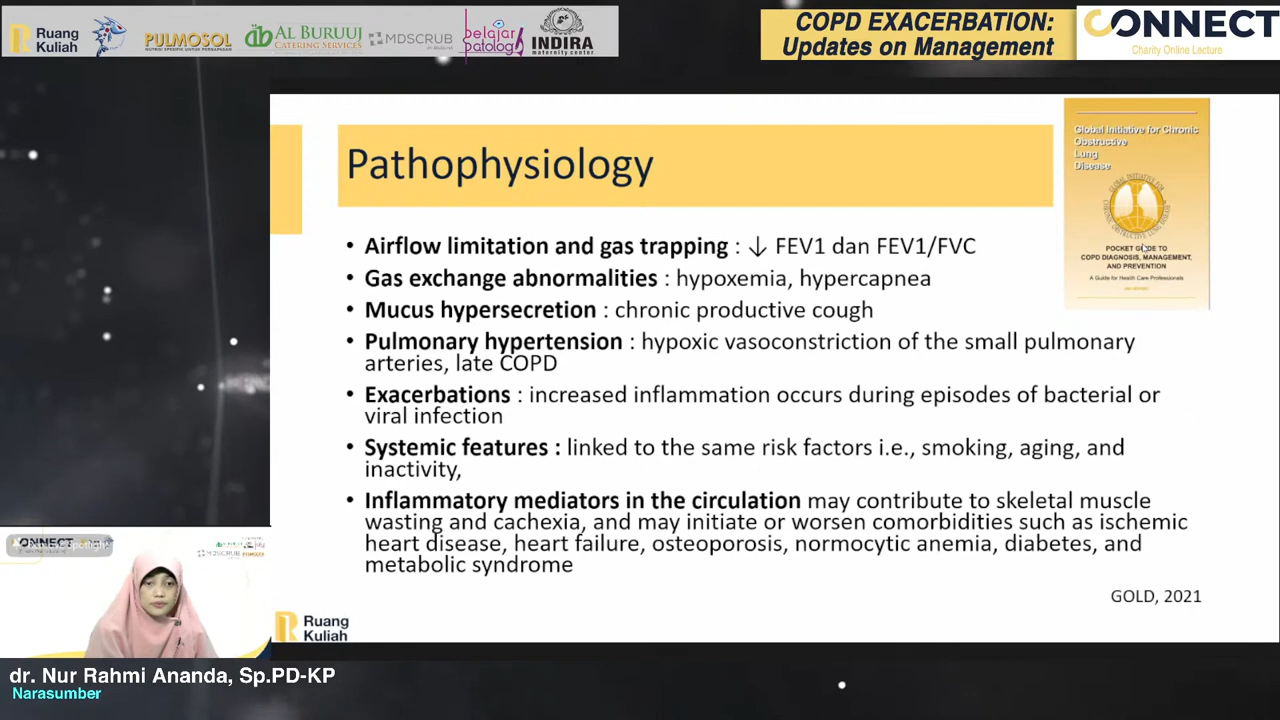 Ruang
Kuliah
PULMOSOL
NUTRISI SPESIFIK UNTUK PERNAPASAN
AL BURUUJ
CATERING SERVICES
MDSCRUB
belajar
patologi
INDIRA
maternity center
COPD EXACERBATION:
Updates on Management
CONNECT
Charity Online Lecture
Pathophysiology
Global Initiative for Chronic
Obstructive
Lung
Disease
POCKET GUIDE TO
COPD DIAGNOSIS, MANAGEMENT,
AND PREVENTION
A Guide for Health Care Professionals
• Airflow limitation and gas trapping : ↓ FEV1 dan FEV1/FVC
• Gas exchange abnormalities : hypoxemia, hypercapnea
• Mucus hypersecretion : chronic productive cough
• Pulmonary hypertension : hypoxic vasoconstriction of the small pulmonary
arteries, late COPD
• Exacerbations : increased inflammation occurs during episodes of bacterial or
viral infection
• Systemic features : linked to the same risk factors i.e., smoking, aging, and
inactivity,
• Inflammatory mediators in the circulation may contribute to skeletal muscle
wasting and cachexia, and may initiate or worsen comorbidities such as ischemic
heart disease, heart failure, osteoporosis, normocytic anemia, diabetes, and
metabolic syndrome
GOLD, 2021
Ruang
Kuliah
CONNECT
MDSCRUB
dr. Nur Rahmi Ananda, Sp.PD-KP
Narasumber